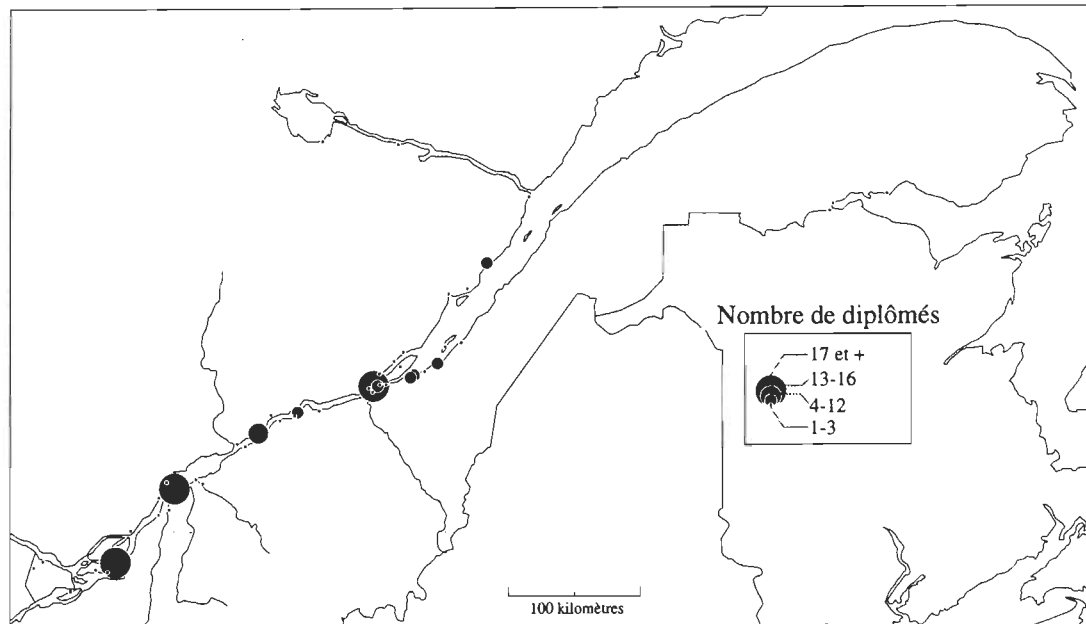 Nombre de diplômés
17 et +
13-16
4-12
1-3
100 kilomètres